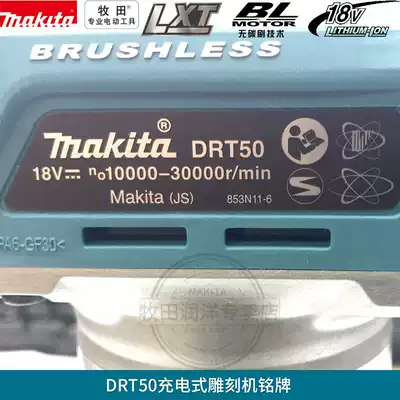 makita
牧田
专业电动工具
LXT
BL
MOTOR
无碳刷技术
18V
LITHIUM-ION
BRUSHLESS
makita® DRT50
18V⎓ n₀10000-30000r/min
Makita (JS) 853N11-6
PA6-GF30<
MAKITA
牧田润泽专卖店
DRT50充电式雕刻机铭牌